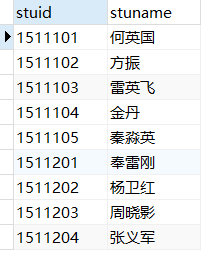 stuid stuname
1511101 何英国
1511102 方振
1511103 雷英飞
1511104 金丹
1511105 秦淼英
1511201 奉雷刚
1511202 杨卫红
1511203 周晓影
1511204 张义军